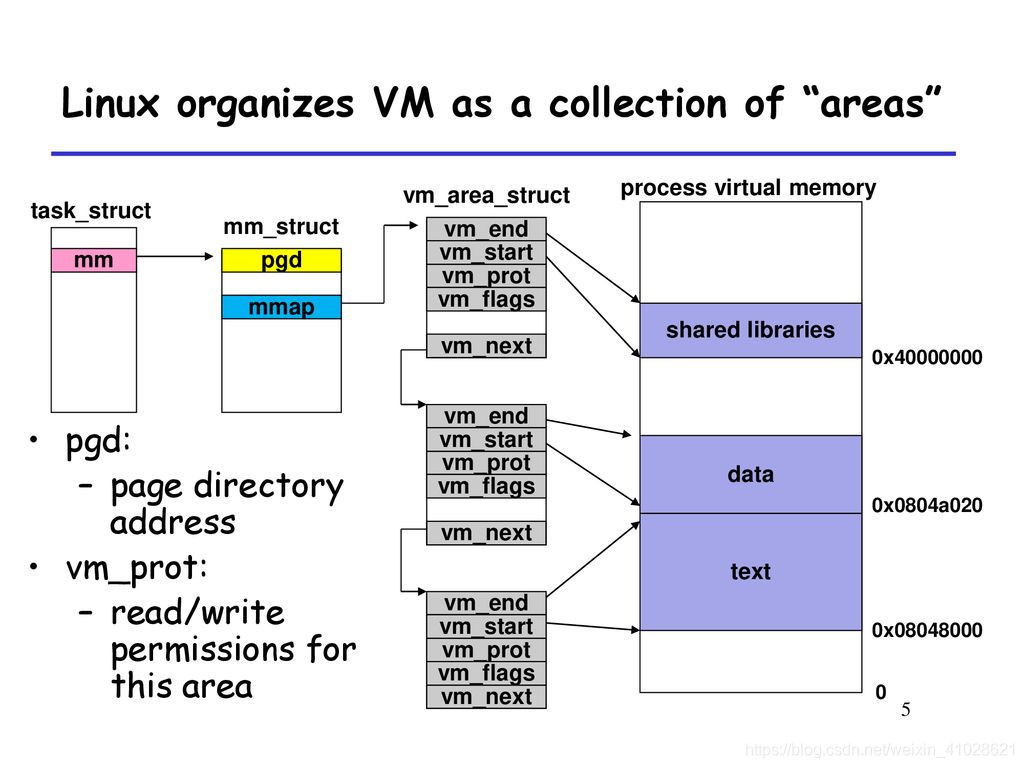 Linux organizes VM as a collection of “areas”
task_struct
mm
mm_struct
pgd
mmap
vm_area_struct
vm_end
vm_start
vm_prot
vm_flags
vm_next
vm_end
vm_start
vm_prot
vm_flags
vm_next
vm_end
vm_start
vm_prot
vm_flags
vm_next
process virtual memory
shared libraries
0x40000000
data
0x0804a020
text
0x08048000
0
• pgd:
– page directory
address
• vm_prot:
– read/write
permissions for
this area
5
https://blog.csdn.net/weixin_41028621